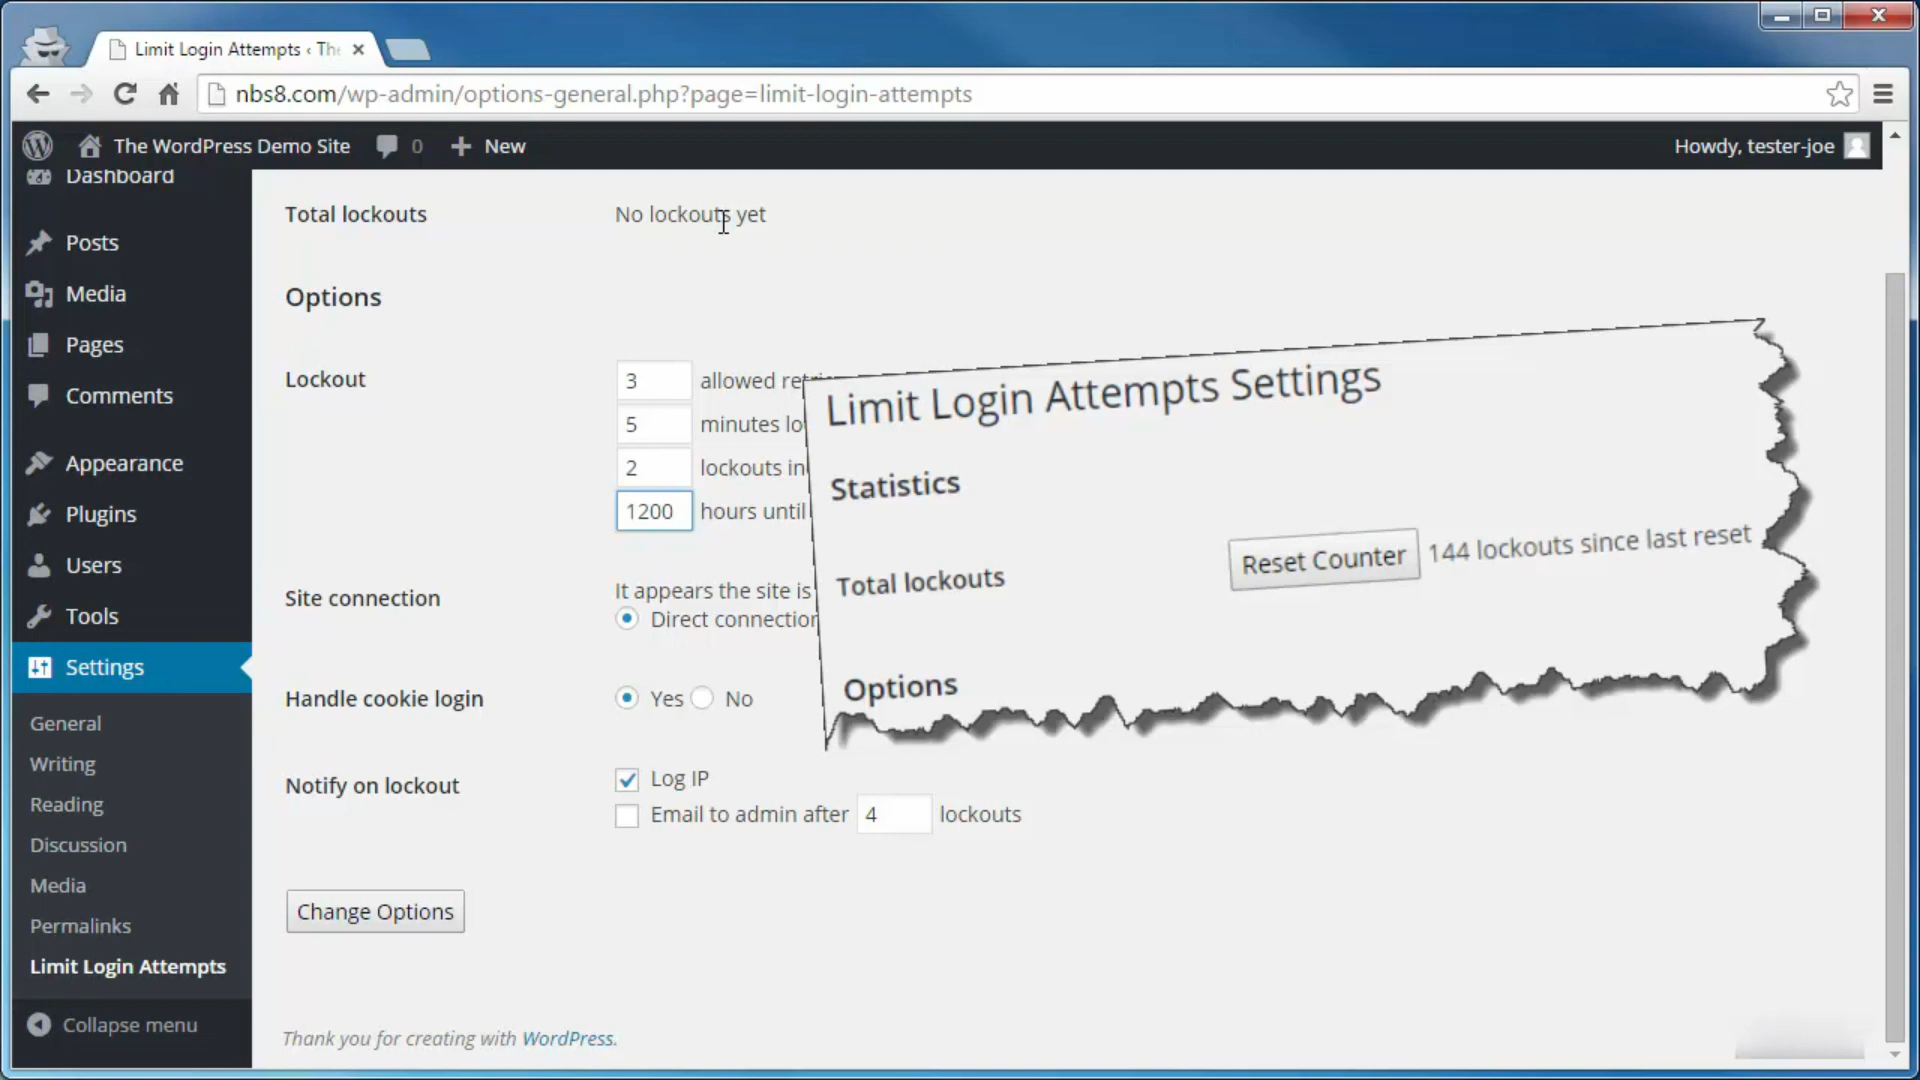 Limit Login Attempts ‹ The
nbs8.com/wp-admin/options-general.php?page=limit-login-attempts
The WordPress Demo Site
0
New
Howdy, tester-joe
Dashboard
Posts
Media
Pages
Comments
Appearance
Plugins
Users
Tools
Settings
General
Writing
Reading
Discussion
Media
Permalinks
Limit Login Attempts
Collapse menu
Total lockouts
No lockouts yet
Options
Lockout
3 allowed retri
5 minutes lo
2 lockouts in
1200 hours until
Site connection
It appears the site is
Direct connection
Handle cookie login
Yes
No
Notify on lockout
Log IP
Email to admin after 4 lockouts
Change Options
Thank you for creating with WordPress.
Limit Login Attempts Settings
Statistics
Total lockouts
Reset Counter
144 lockouts since last reset
Options